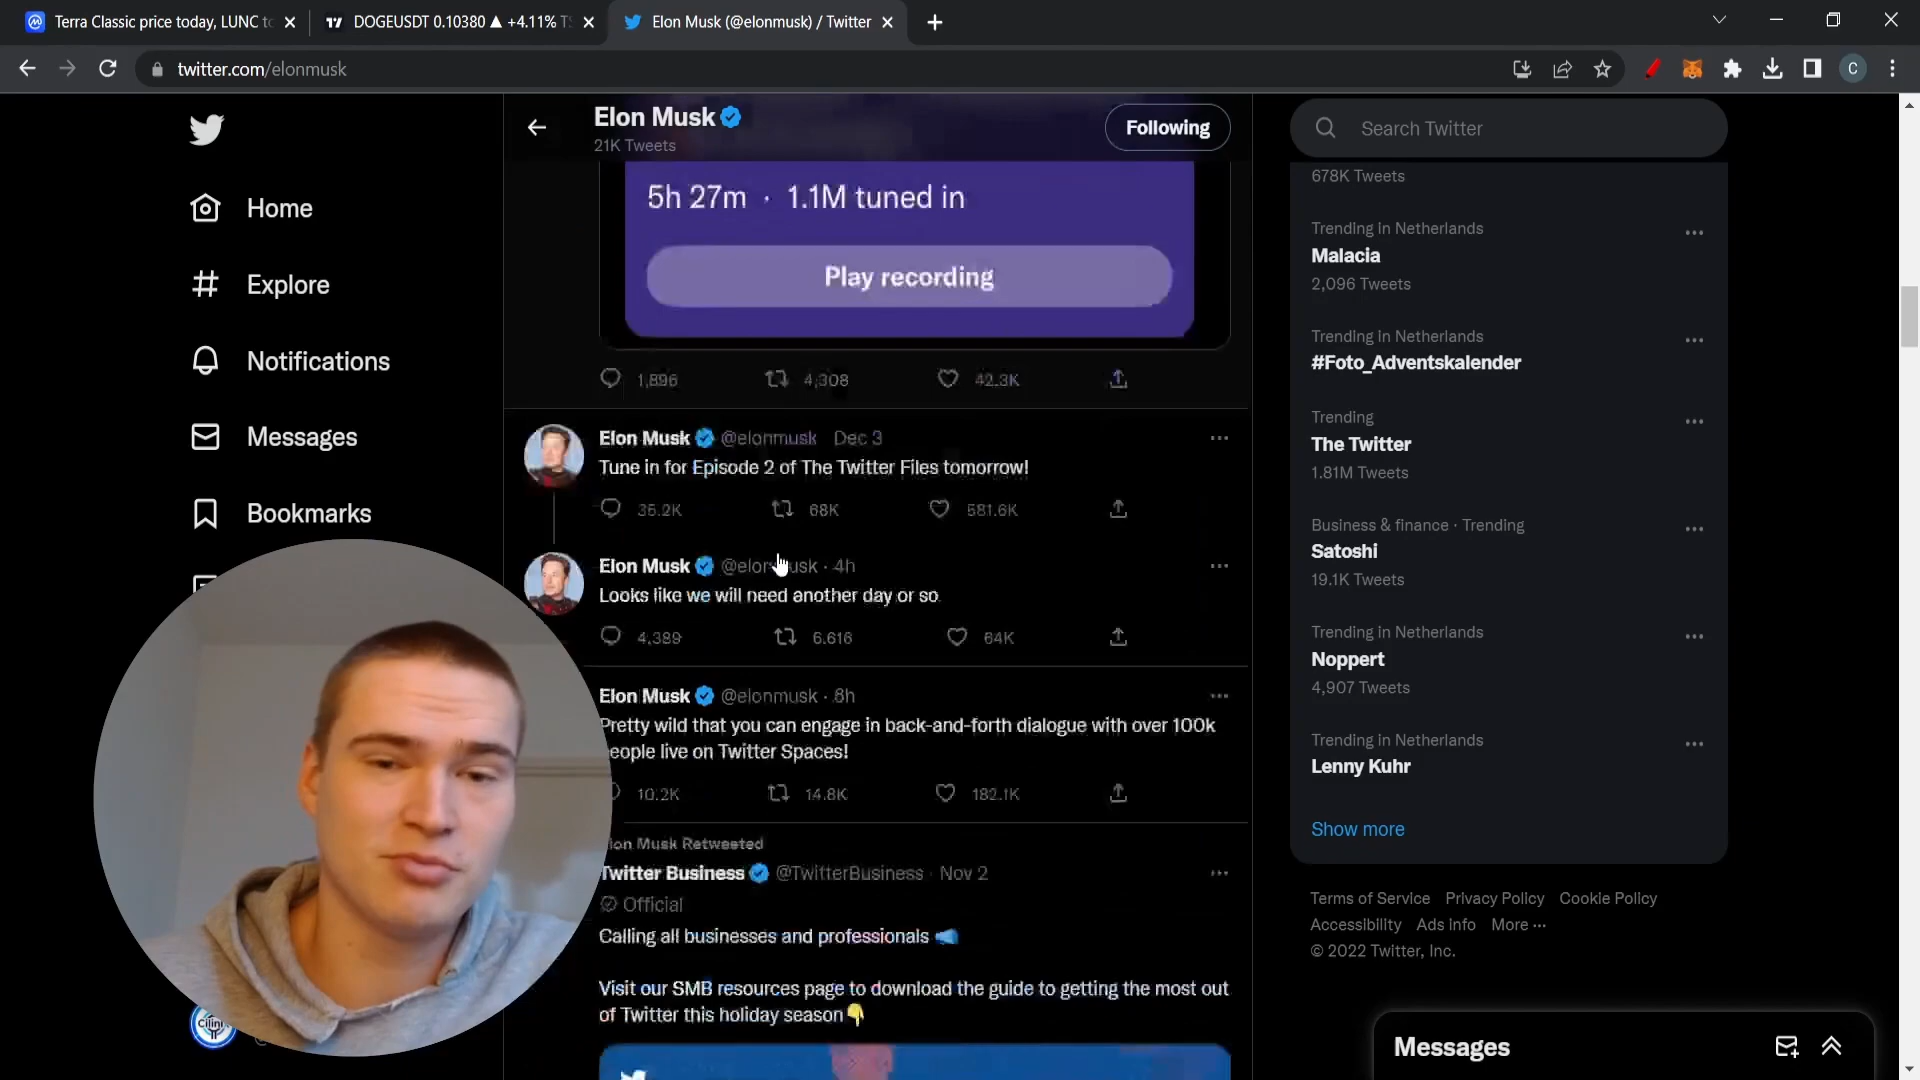 Terra Classic price today, LUNC to
DOGEUSDT 0.10380 ▲ +4.11%
Elon Musk (@elonmusk) / Twitter
twitter.com/elonmusk
C
Elon Musk
21K Tweets
Following
5h 27m · 1.1M tuned in
Play recording
1,896 4,308 42.3K
Home
Explore
Notifications
Messages
Bookmarks
Elon Musk @elonmusk Dec 3
Tune in for Episode 2 of The Twitter Files tomorrow!
35.2K 68K 581.6K
Elon Musk @elonmusk · 4h
Looks like we will need another day or so
4,389 6,616 64K
Elon Musk @elonmusk · 6h
Pretty wild that you can engage in back-and-forth dialogue with over 100k
people live on Twitter Spaces!
10.2K 14.8K 182.1K
Elon Musk Retweeted
Twitter Business @TwitterBusiness · Nov 2
Official
Calling all businesses and professionals
Visit our SMB resources page to download the guide to getting the most out
of Twitter this holiday season
Search Twitter
678K Tweets
Trending in Netherlands
Malacia
2,096 Tweets
Trending in Netherlands
#Foto_Adventskalender
Trending
The Twitter
1.81M Tweets
Business & finance · Trending
Satoshi
19.1K Tweets
Trending in Netherlands
Noppert
4,907 Tweets
Trending in Netherlands
Lenny Kuhr
Show more
Terms of Service Privacy Policy Cookie Policy
Accessibility Ads info More ···
© 2022 Twitter, Inc.
Messages